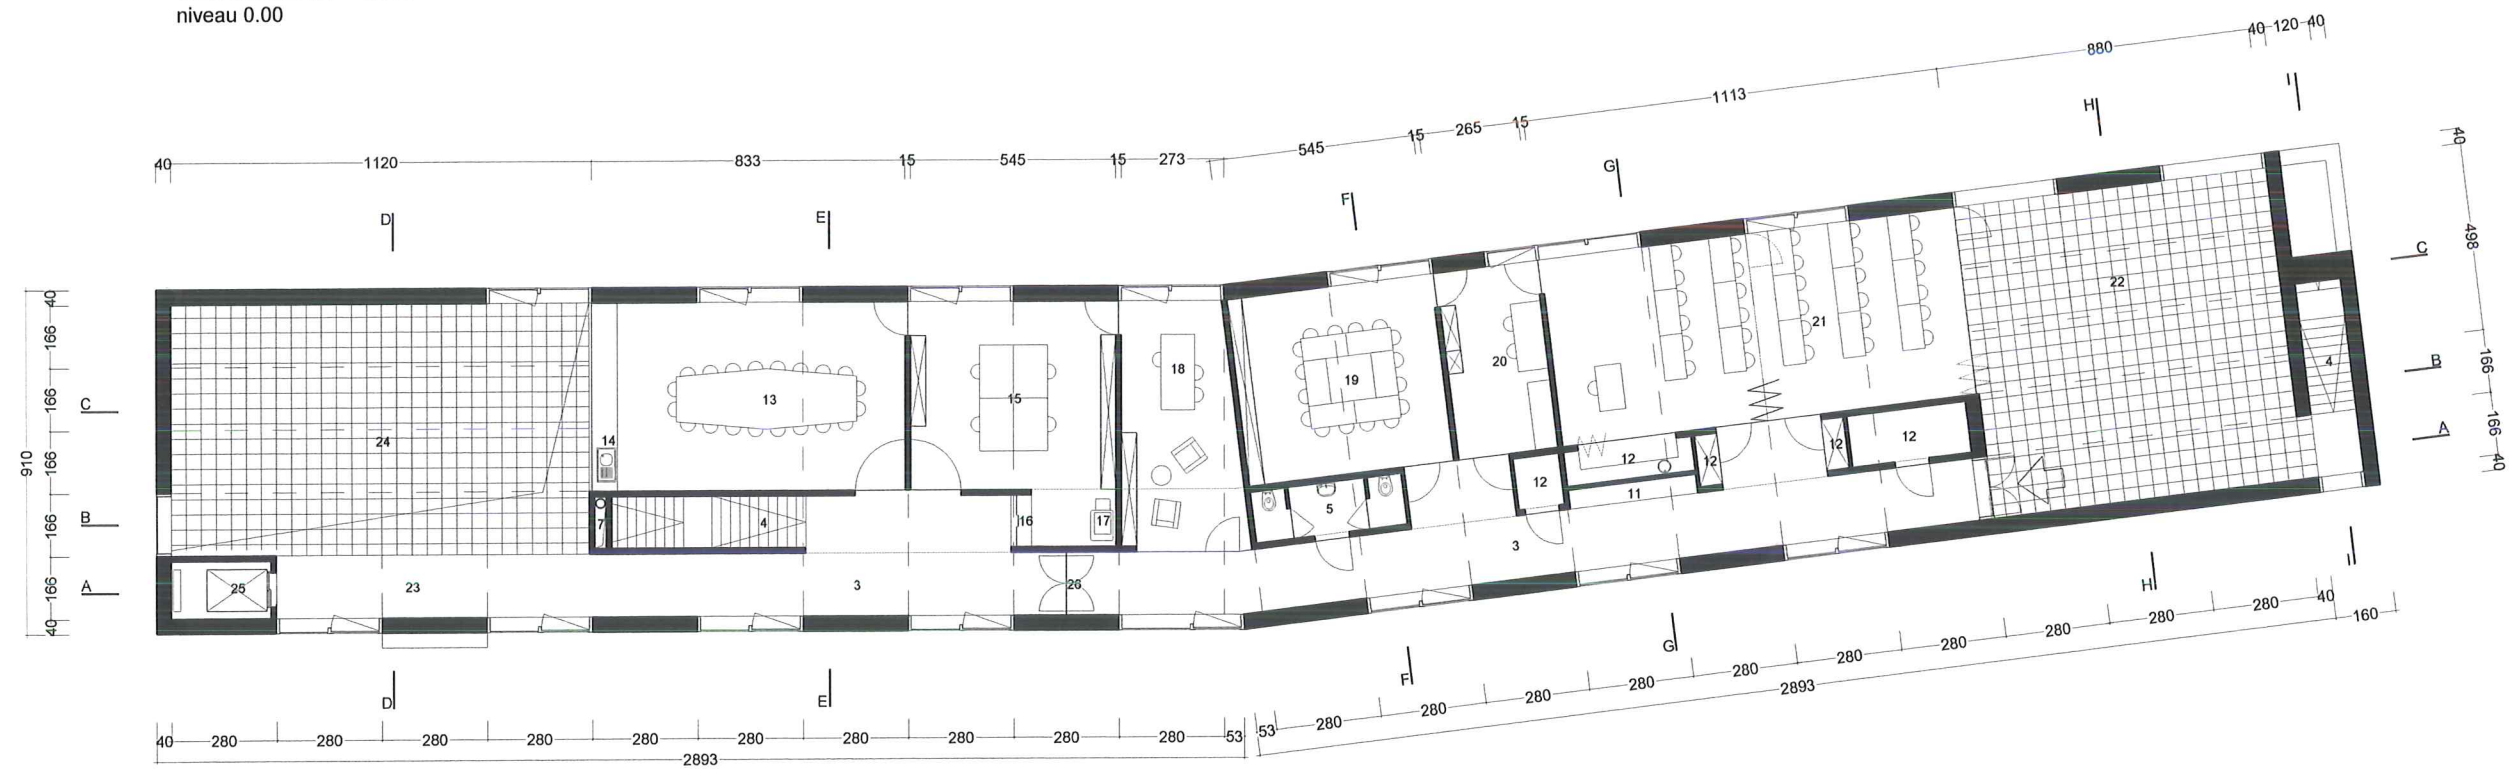 niveau 0.00
40 1120 833 15 545 15 273
545 15 265 15 1113 880 40 120 40
D E F G H I
40 166 166 166 166 166 40
910
C
B
A
24 14 13 15 18 19 20 21 22 4
7 4 16 17 5 12 11 12 12 12 12
25 23 3 26 3
40 498 166 166 40
C
B
A
D E F G H I
40 280 280 280 280 280 280 280 280 280 280 53
2893
53 280 280 280 280 280 280 280 280 280 280 40
2893 160